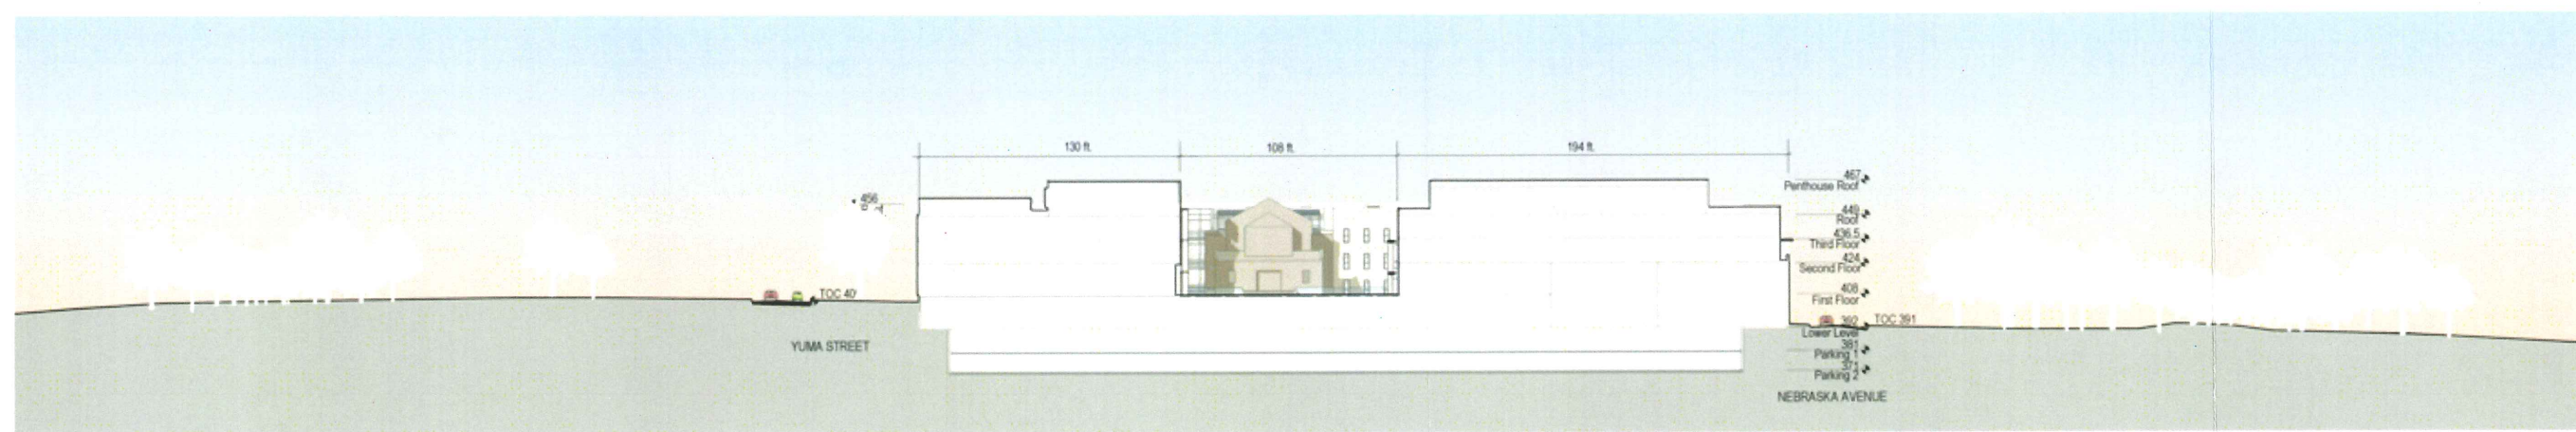 130 ft.
108 ft.
194 ft.
456
467
Penthouse Roof
449
Roof
436.5
Third Floor
424
Second Floor
408
First Floor
TOC 40'
392
TOC 391
Lower Level
381
Parking 1
371
Parking 2
YUMA STREET
NEBRASKA AVENUE